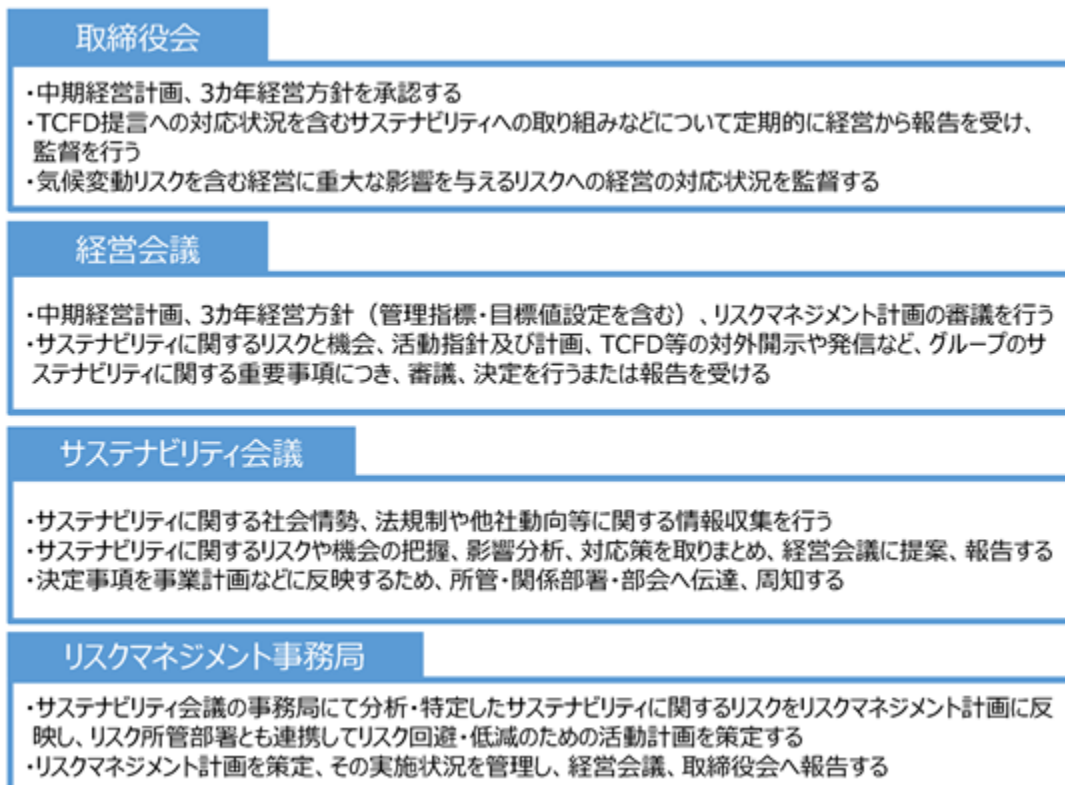 取締役会
・中期経営計画、3カ年経営方針を承認する
・TCFD提言への対応状況を含むサステナビリティへの取り組みなどについて定期的に経営から報告を受け、
監督を行う
・気候変動リスクを含む経営に重大な影響を与えるリスクへの経営の対応状況を監督する
経営会議
・中期経営計画、3カ年経営方針（管理指標・目標値設定を含む）、リスクマネジメント計画の審議を行う
・サステナビリティに関するリスクと機会、活動指針及び計画、TCFD等の対外開示や発信など、グループのサ
ステナビリティに関する重要事項につき、審議、決定を行うまたは報告を受ける
サステナビリティ会議
・サステナビリティに関する社会情勢、法規制や他社動向等に関する情報収集を行う
・サステナビリティに関するリスクや機会の把握、影響分析、対応策を取りまとめ、経営会議に提案、報告する
・決定事項を事業計画などに反映するため、所管・関係部署・部会へ伝達、周知する
リスクマネジメント事務局
・サステナビリティ会議の事務局にて分析・特定したサステナビリティに関するリスクをリスクマネジメント計画に反
映し、リスク所管部署とも連携してリスク回避・低減のための活動計画を策定する
・リスクマネジメント計画を策定、その実施状況を管理し、経営会議、取締役会へ報告する